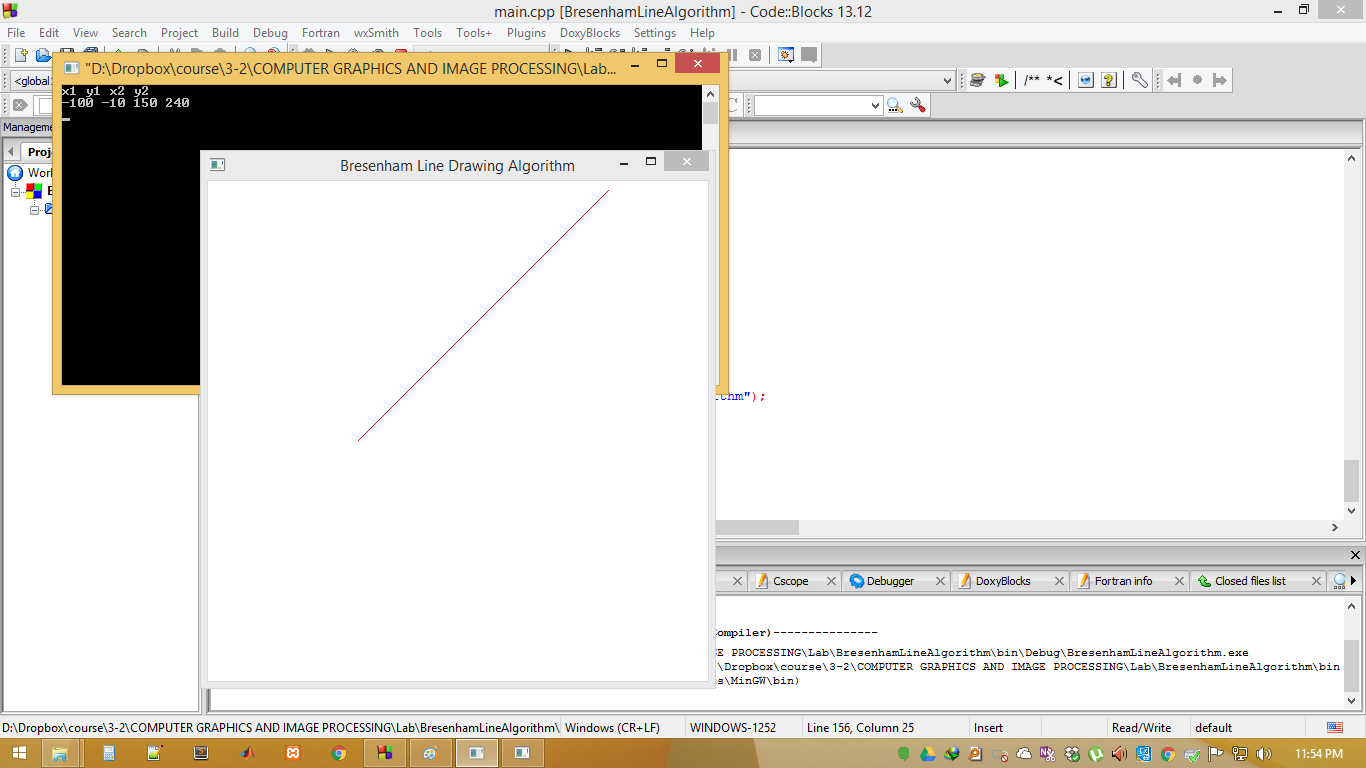 main.cpp [BresenhamLineAlgorithm] - Code::Blocks 13.12
File Edit View Search Project Build Debug Fortran wxSmith Tools Tools+ Plugins DoxyBlocks Settings Help
"D:\Dropbox\course\3-2\COMPUTER GRAPHICS AND IMAGE PROCESSING\Lab...
<global
/** *<
x1 y1 x2 y2
-100 -10 150 240
Manageme
Proj
Work
Bresenham Line Drawing Algorithm
ithm");
Cscope Debugger DoxyBlocks Fortran info Closed files list
Compiler)---------------
GE PROCESSING\Lab\BresenhamLineAlgorithm\bin\Debug\BresenhamLineAlgorithm.exe
\Dropbox\course\3-2\COMPUTER GRAPHICS AND IMAGE PROCESSING\Lab\BresenhamLineAlgorithm\bin
s\MinGW\bin)
D:\Dropbox\course\3-2\COMPUTER GRAPHICS AND IMAGE PROCESSING\Lab\BresenhamLineAlgorithm\ Windows (CR+LF) WINDOWS-1252 Line 156, Column 25 Insert Read/Write default
11:54 PM